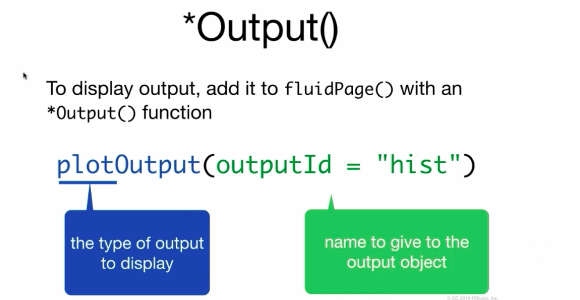 *Output()
To display output, add it to fluidPage() with an
*Output() function
plotOutput(outputId = "hist")
the type of output
to display
name to give to the
output object
© CC 2015 RStudio, Inc.